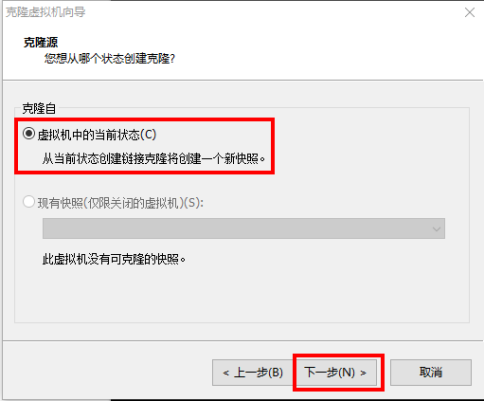 克隆虚拟机向导
克隆源
您想从哪个状态创建克隆?
克隆自
虚拟机中的当前状态(C)
从当前状态创建链接克隆将创建一个新快照。
现有快照(仅限关闭的虚拟机)(S):
此虚拟机没有可克隆的快照。
< 上一步(B) 下一步(N) > 取消